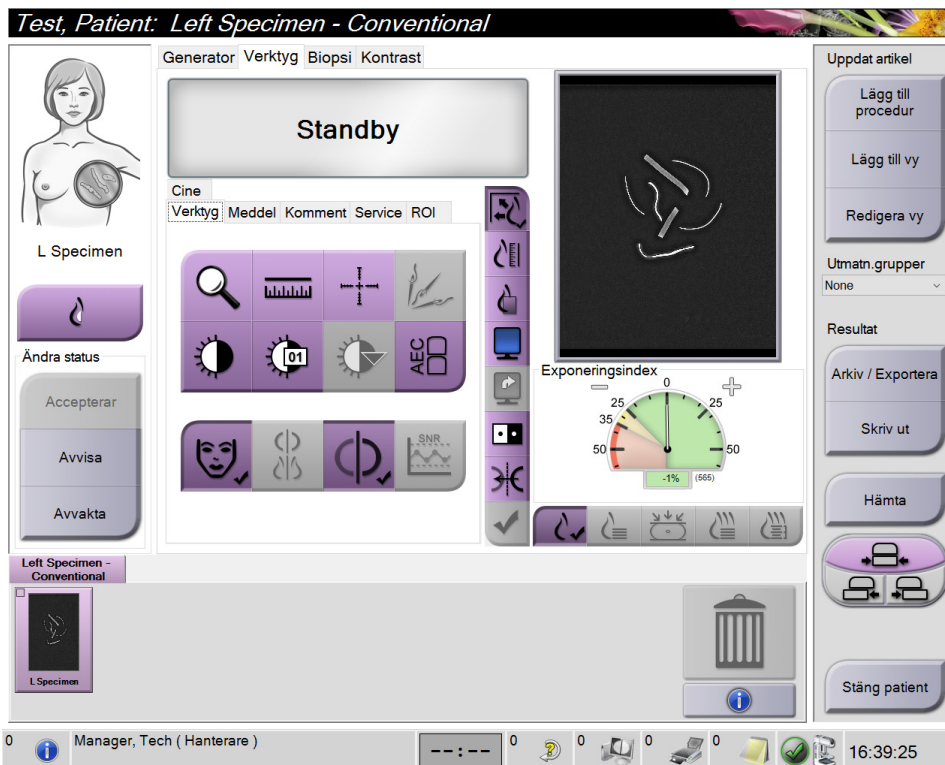 Test, Patient: Left Specimen - Conventional
Generator Verktyg Biopsi Kontrast
Uppdat artikel
Lägg till
procedur
Lägg till vy
Redigera vy
Standby
Cine
Verktyg Meddel Komment Service ROI
L Specimen
01
AEC
SNR
Ändra status
Accepterar
Avvisa
Avvakta
Exponeringsindex
0
25 25
35
50 50
-1% (565)
Utmatn.grupper
None
Resultat
Arkiv / Exportera
Skriv ut
Hämta
Stäng patient
Left Specimen -
Conventional
L Specimen
0 Manager, Tech ( Hanterare ) --:-- 0 0 0 0 16:39:25